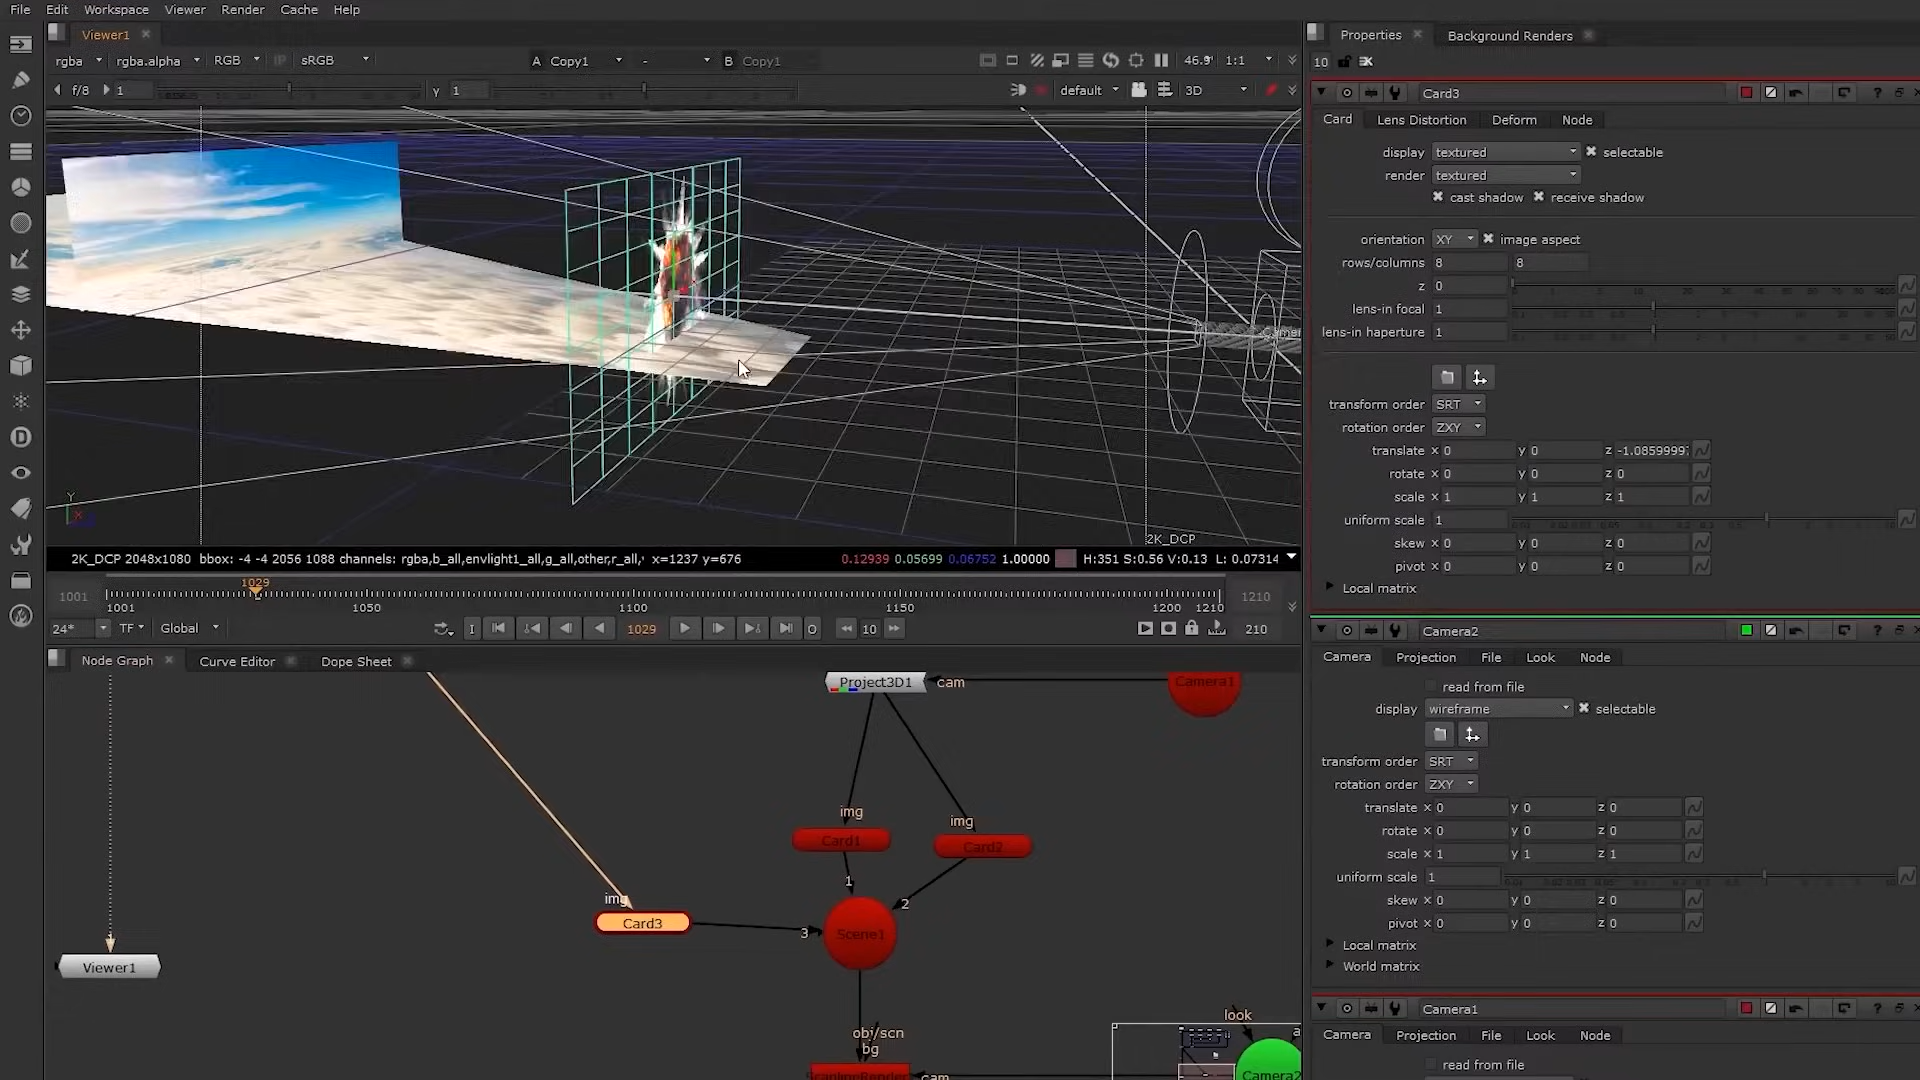 File Edit Workspace Viewer Render Cache Help
Viewer1
rgba rgba.alpha RGB IP sRGB A Copy1 - B Copy1 46.9 1:1
f/8 1 y 1 default 3D
2K_DCP
2K_DCP 2048x1080 bbox: -4 -4 2056 1088 channels: rgba,b_all,envlight1_all,g_all,other,r_all, x=1237 y=676 0.12939 0.05699 0.06752 1.00000 H:351 S:0.56 V:0.13 L: 0.07314
1029
1001 1210
1001 1050 1100 1150 1200 1210
24* TF Global I 1029 O 10 210
Node Graph Curve Editor Dope Sheet
Project3D1 cam Camera1
img img
Card1 Card2
1
2
img
Card3 3 Scene1
Viewer1
obj/scn
bg
look
cam Camera2
Properties Background Renders
10
Card3
Card Lens Distortion Deform Node
display textured selectable
render textured
cast shadow receive shadow
orientation XY image aspect
rows/columns 8 8
z 0
lens-in focal 1
lens-in haperture 1
transform order SRT
rotation order ZXY
translate x 0 y 0 z -1.0859999
rotate x 0 y 0 z 0
scale x 1 y 1 z 1
uniform scale 1
skew x 0 y 0 z 0
pivot x 0 y 0 z 0
Local matrix
Camera2
Camera Projection File Look Node
read from file
display wireframe selectable
transform order SRT
rotation order ZXY
translate x 0 y 0 z 0
rotate x 0 y 0 z 0
scale x 1 y 1 z 1
uniform scale 1
skew x 0 y 0 z 0
pivot x 0 y 0 z 0
Local matrix
World matrix
Camera1
Camera Projection File Look Node
read from file